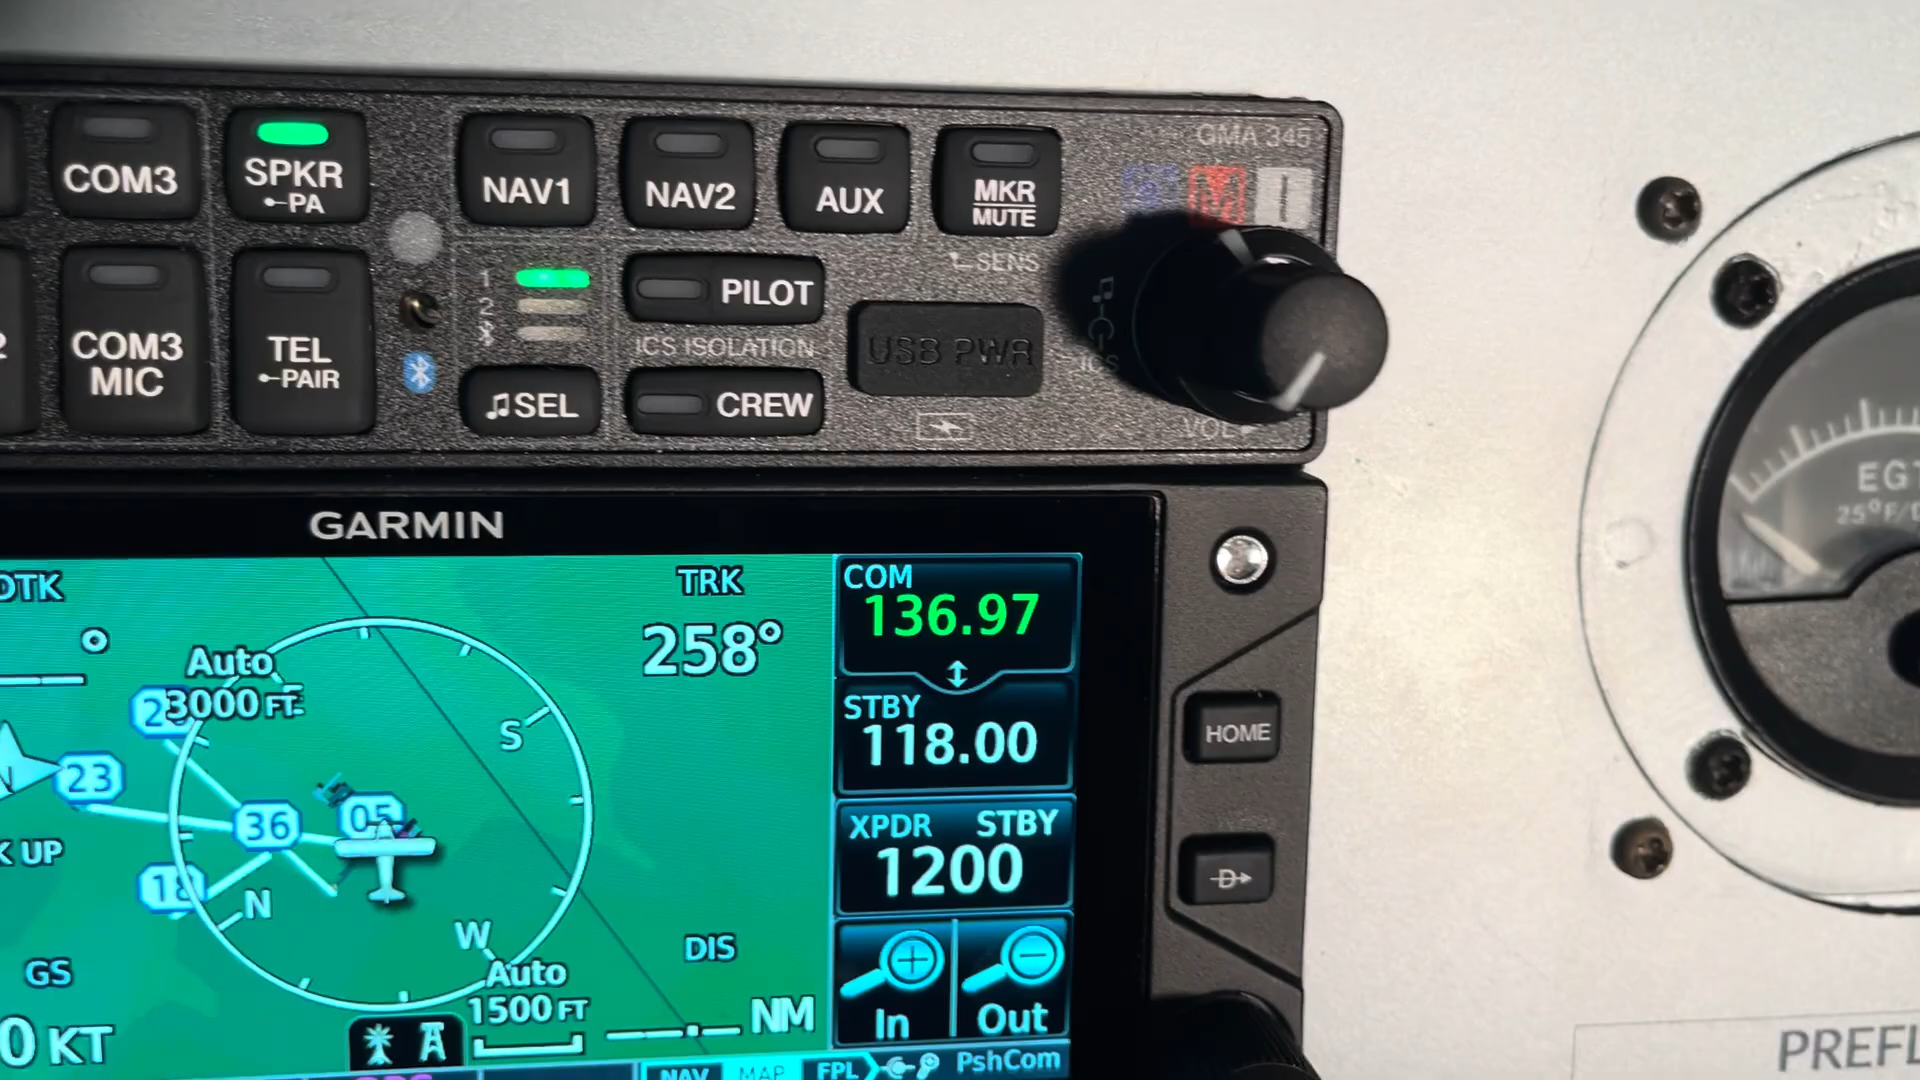 GMA 345
COM3
SPKR
PA
NAV1
NAV2
AUX
MKR
MUTE
SENS
1
2
PILOT
ICS ISOLATION
USB PWR
ICS
COM3
MIC
TEL
PAIR
SEL
CREW
VOL
GARMIN
EGT
DTK
°
TRK
258°
COM
136.97
STBY
118.00
XPDR STBY
1200
In
Out
Auto
3000 FT
S
N
23
36
05
18
N
W
GS
DIS
Auto
1500 FT
NM
KT
NAV
MAP
FPL
PshCom
HOME
D